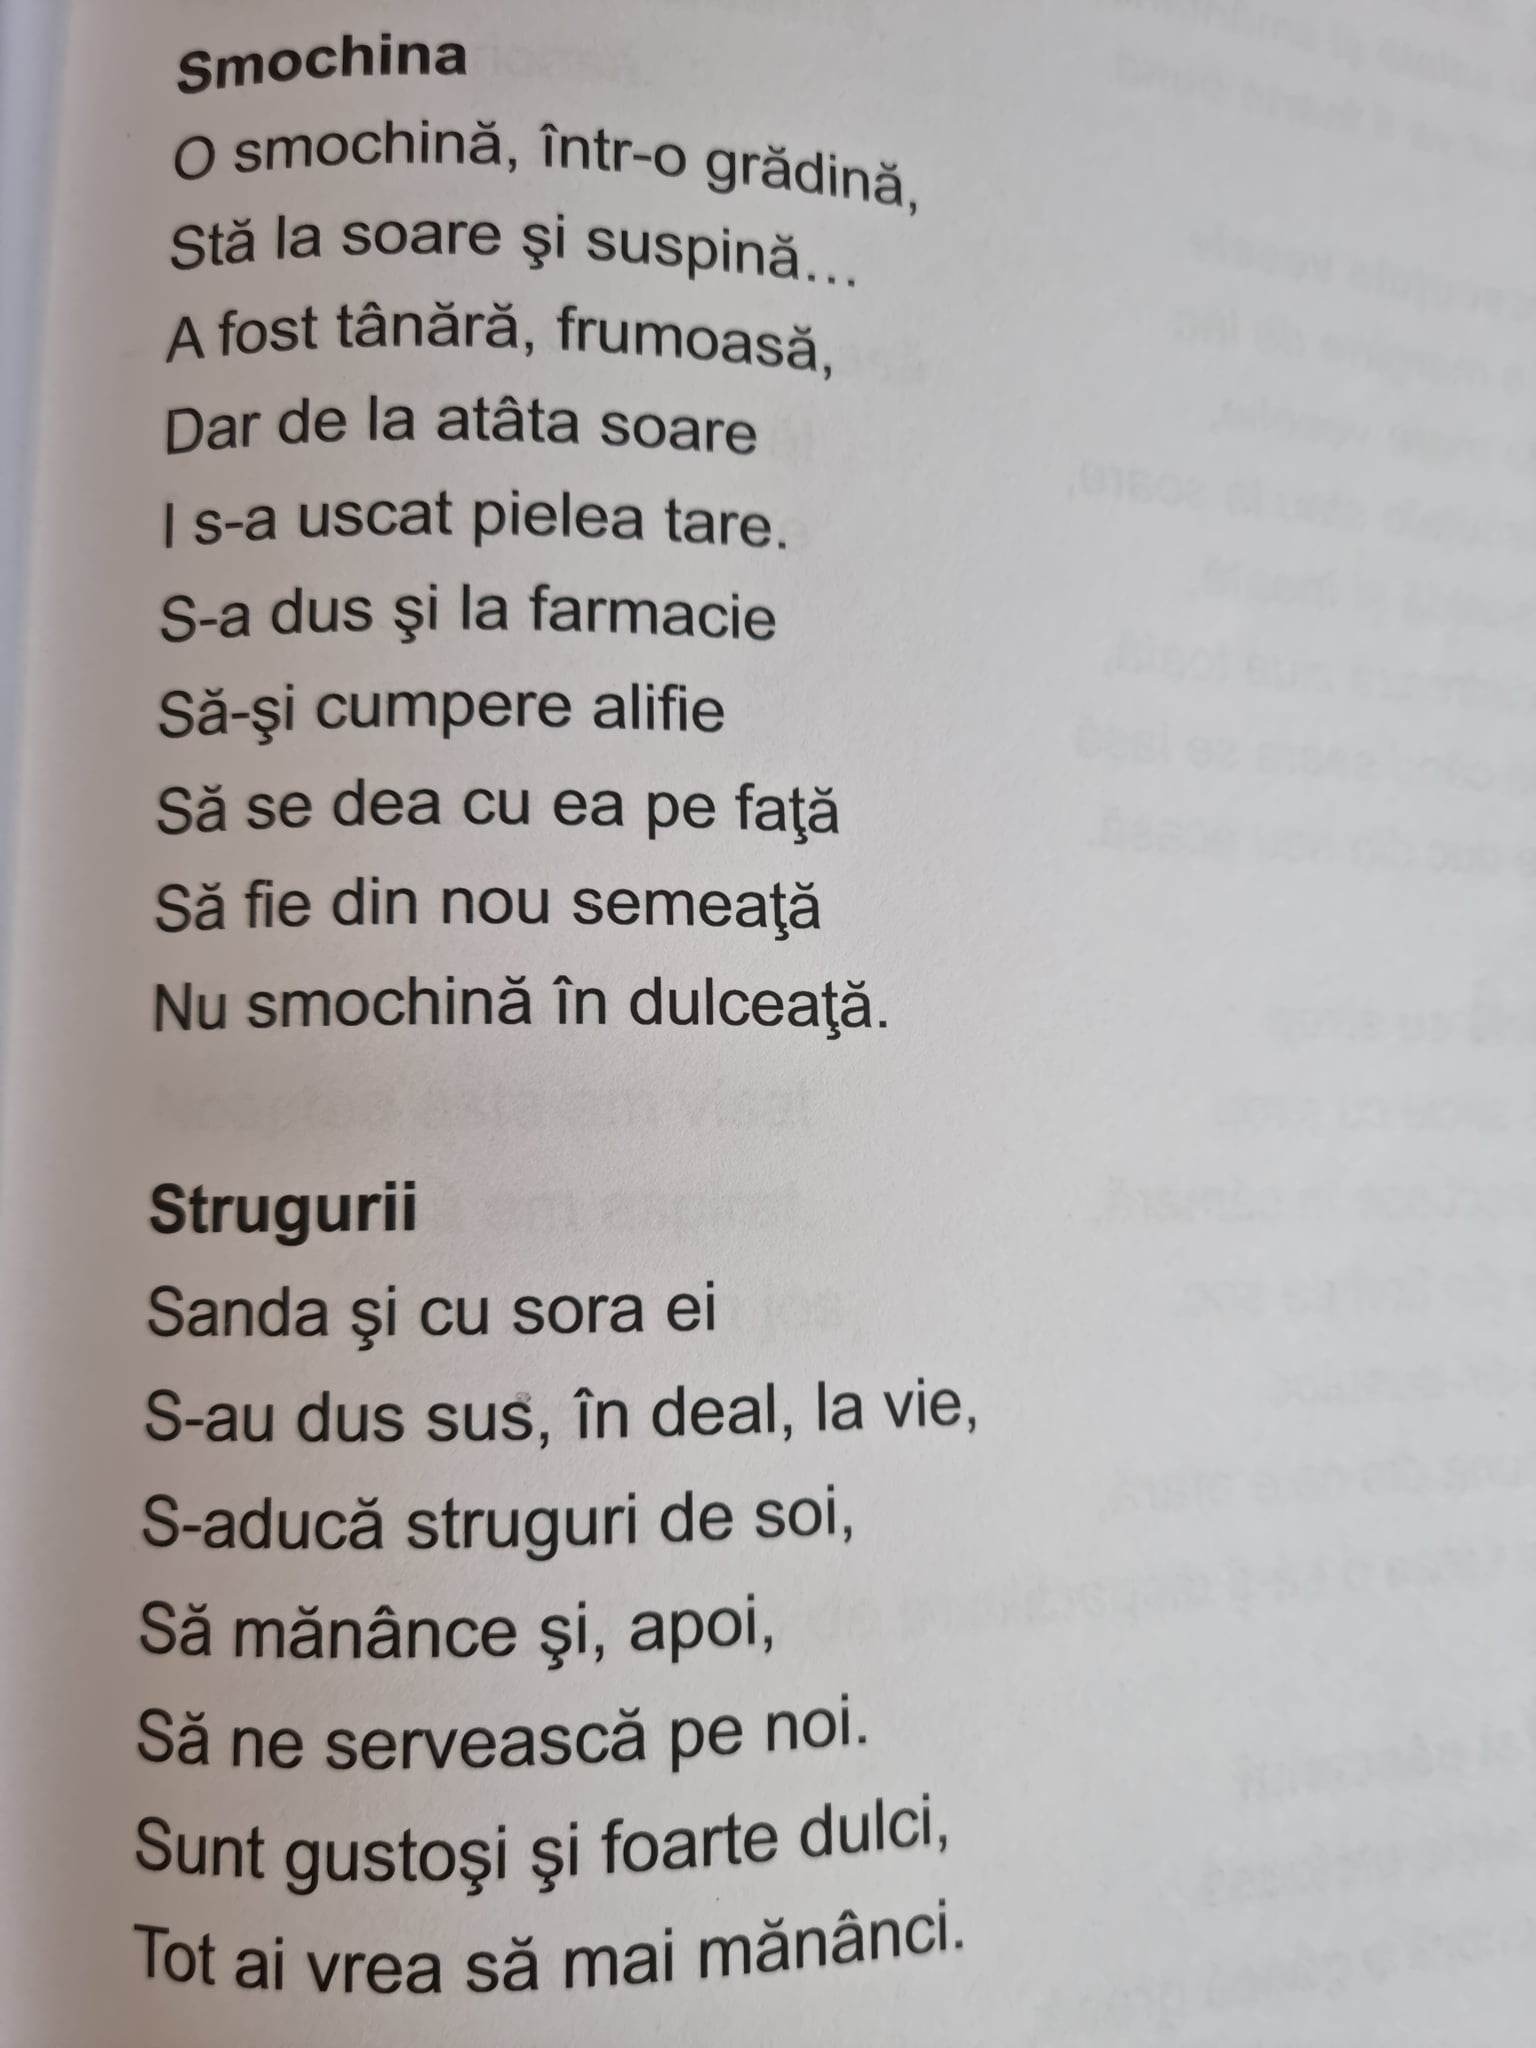 Smochina
O smochină, într-o grădină,
Stă la soare şi suspină...
A fost tânără, frumoasă,
Dar de la atâta soare
I s-a uscat pielea tare.
S-a dus şi la farmacie
Să-şi cumpere alifie
Să se dea cu ea pe faţă
Să fie din nou semeaţă
Nu smochină în dulceaţă.
Strugurii
Sanda şi cu sora ei
S-au dus sus, în deal, la vie,
S-aducă struguri de soi,
Să mănânce şi, apoi,
Să ne servească pe noi.
Sunt gustoşi şi foarte dulci,
Tot ai vrea să mai mănânci.